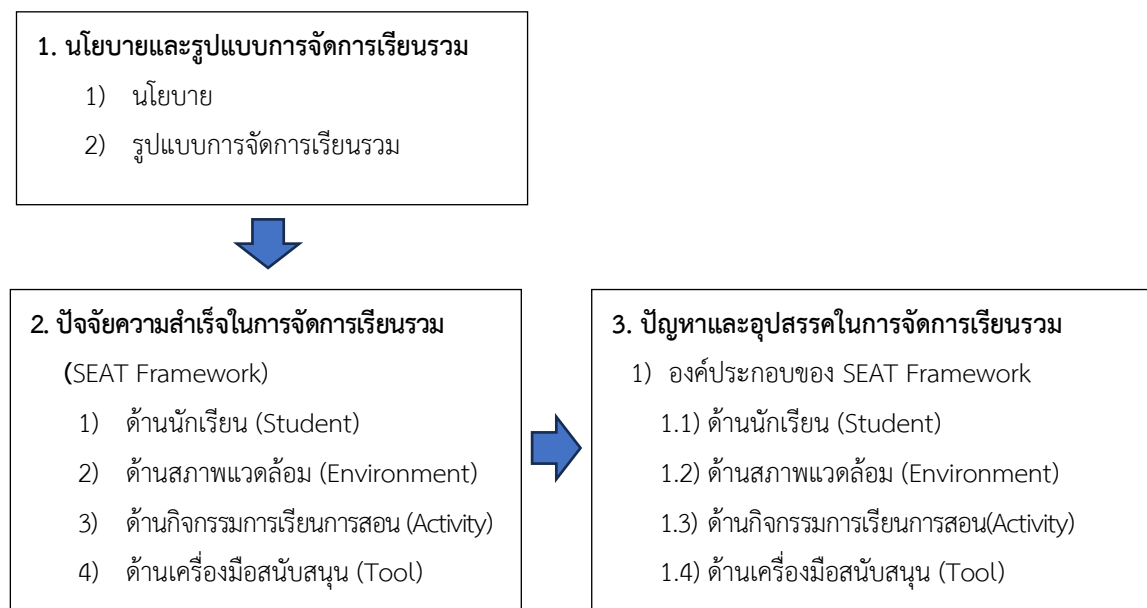 1. นโยบายและรูปแบบการจัดการเรียนรวม
1) นโยบาย
2) รูปแบบการจัดการเรียนรวม
2. ปัจจัยความสำเร็จในการจัดการเรียนรวม
(SEAT Framework)
1) ด้านนักเรียน (Student)
2) ด้านสภาพแวดล้อม (Environment)
3) ด้านกิจกรรมการเรียนการสอน (Activity)
4) ด้านเครื่องมือสนับสนุน (Tool)
3. ปัญหาและอุปสรรคในการจัดการเรียนรวม
1) องค์ประกอบของ SEAT Framework
1.1) ด้านนักเรียน (Student)
1.2) ด้านสภาพแวดล้อม (Environment)
1.3) ด้านกิจกรรมการเรียนการสอน(Activity)
1.4) ด้านเครื่องมือสนับสนุน (Tool)